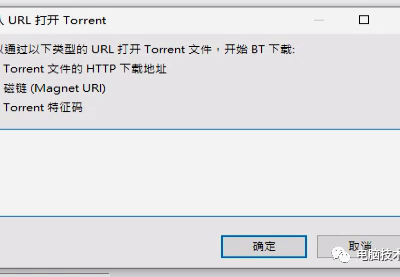 URL 打开 Torrent
通过以下类型的 URL 打开 Torrent 文件，开始 BT 下载:
Torrent 文件的 HTTP 下载地址
磁链 (Magnet URI)
Torrent 特征码
确定
取消
电脑技术